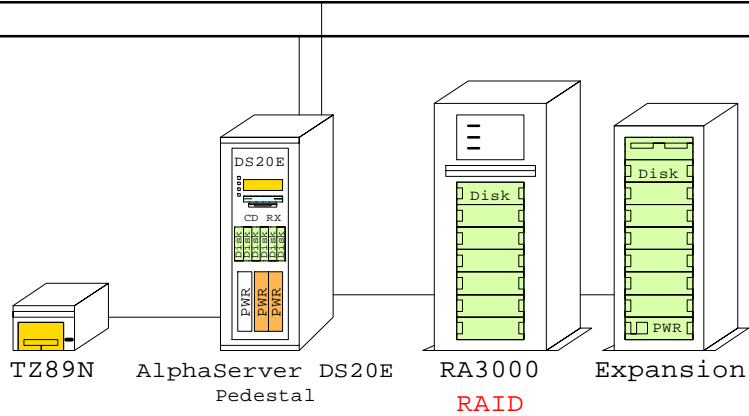 DS20E
CD RX
Disk Disk Disk Disk Disk Disk
PWR PWR PWR
Disk
Disk
PWR
TZ89N
AlphaServer DS20E
Pedestal
RA3000
RAID
Expansion